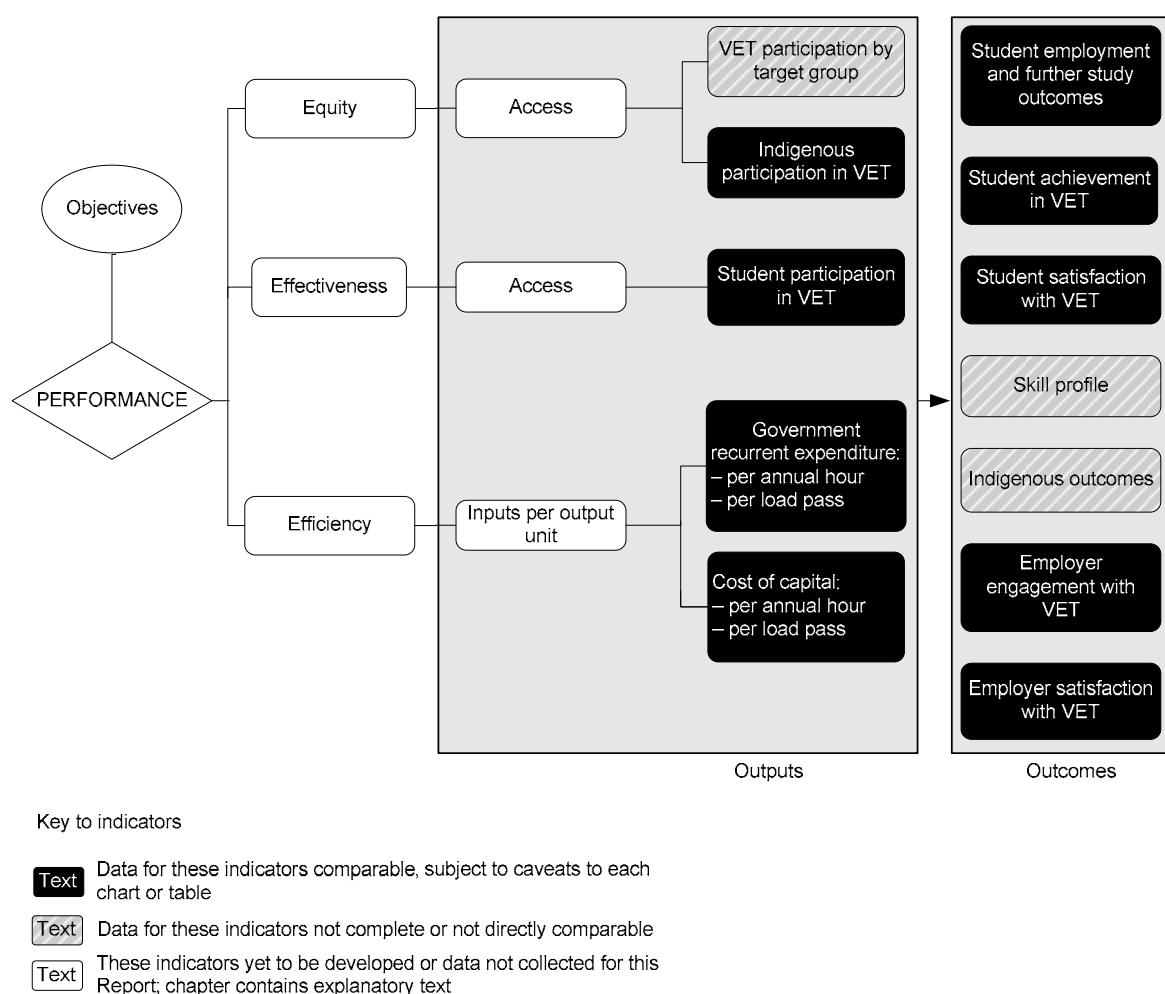 Objectives
PERFORMANCE
Equity
Access
VET participation by
target group
Indigenous
participation in VET
Effectiveness
Access
Student participation
in VET
Efficiency
Inputs per output
unit
Government
recurrent expenditure:
– per annual hour
– per load pass
Cost of capital:
– per annual hour
– per load pass
Outputs
Student employment
and further study
outcomes
Student achievement
in VET
Student satisfaction
with VET
Skill profile
Indigenous outcomes
Employer
engagement with
VET
Employer satisfaction
with VET
Outcomes
Key to indicators
Text
Data for these indicators comparable, subject to caveats to each
chart or table
Text
Data for these indicators not complete or not directly comparable
Text
These indicators yet to be developed or data not collected for this
Report; chapter contains explanatory text